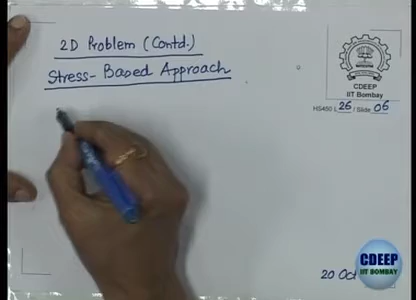 2D Problem (Contd.)
Stress-Based Approach
CDEEP
IIT Bombay
HS450 L 26 / Slide 06
20 Oct
CDEEP
IIT BOMBAY